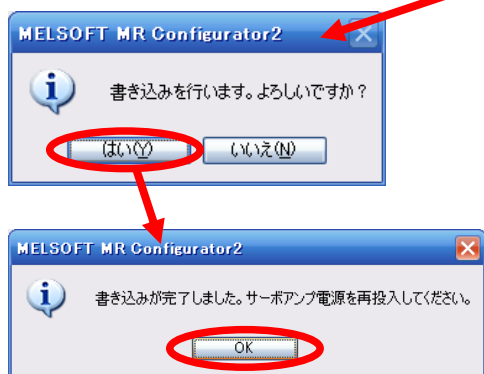 MELSOFT MR Configurator2
書き込みを行います。よろしいですか？
はい(Y)
いいえ(N)
MELSOFT MR Configurator2
書き込みが完了しました。サーボアンプ電源を再投入してください。
OK